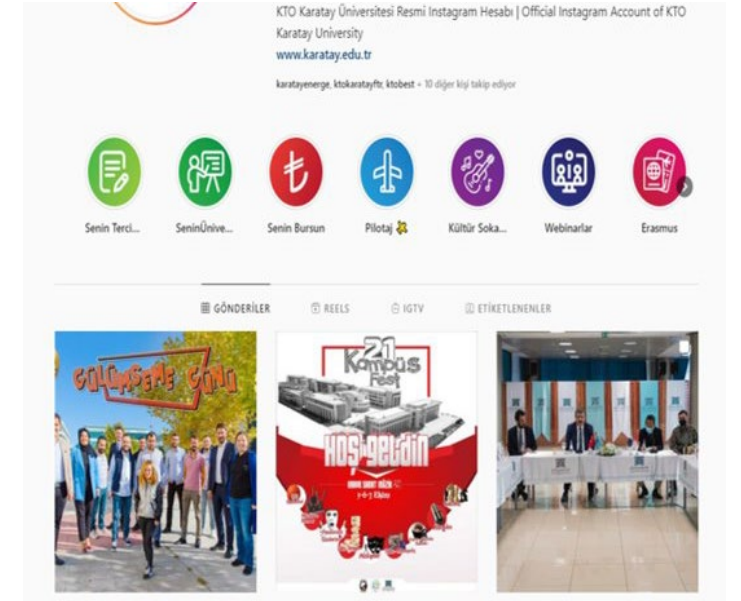 KTO Karatay Üniversitesi Resmi Instagram Hesabı | Official Instagram Account of KTO
Karatay University
www.karatay.edu.tr
karatayenerge, ktokaratayftr, ktobest + 10 diğer kişi takip ediyor
Senin Terci...
SeninÜnive...
Senin Bursun
Pilotaj
Kültür Soka...
Webinarlar
Erasmus
GÖNDERİLER
REELS
IGTV
ETİKETLENENLER
GÜLÜMSEME GÜNÜ
21
Kampüs
Fest
HOŞ-geldin